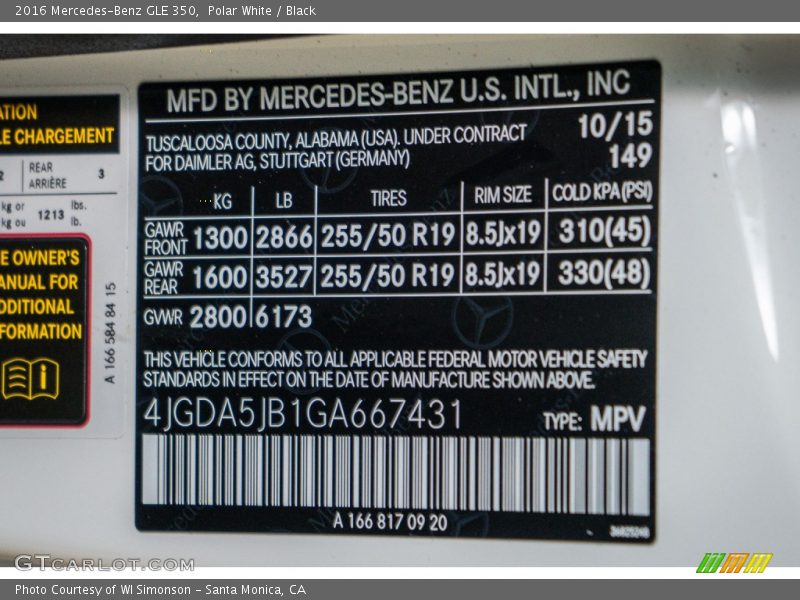 2016 Mercedes-Benz GLE 350,  Polar White / Black
ATION
LE CHARGEMENT
2 REAR ARRIÈRE 3
kg or lbs.
kg ou 1213 lb.
E OWNER'S
ANUAL FOR
DDITIONAL
FORMATION
A 166 584 84 15
MFD BY MERCEDES-BENZ U.S. INTL., INC
TUSCALOOSA COUNTY, ALABAMA (USA). UNDER CONTRACT 10/15
FOR DAIMLER AG, STUTTGART (GERMANY) 149
KG LB TIRES RIM SIZE COLD KPA(PSI)
GAWR FRONT 1300 2866 255/50 R19 8.5Jx19 310(45)
GAWR REAR 1600 3527 255/50 R19 8.5Jx19 330(48)
GVWR 2800 6173
THIS VEHICLE CONFORMS TO ALL APPLICABLE FEDERAL MOTOR VEHICLE SAFETY
STANDARDS IN EFFECT ON THE DATE OF MANUFACTURE SHOWN ABOVE.
4JGDA5JB1GA667431 TYPE: MPV
A 166 817 09 20
GTCARLOT.COM
Photo Courtesy of WI Simonson - Santa Monica, CA